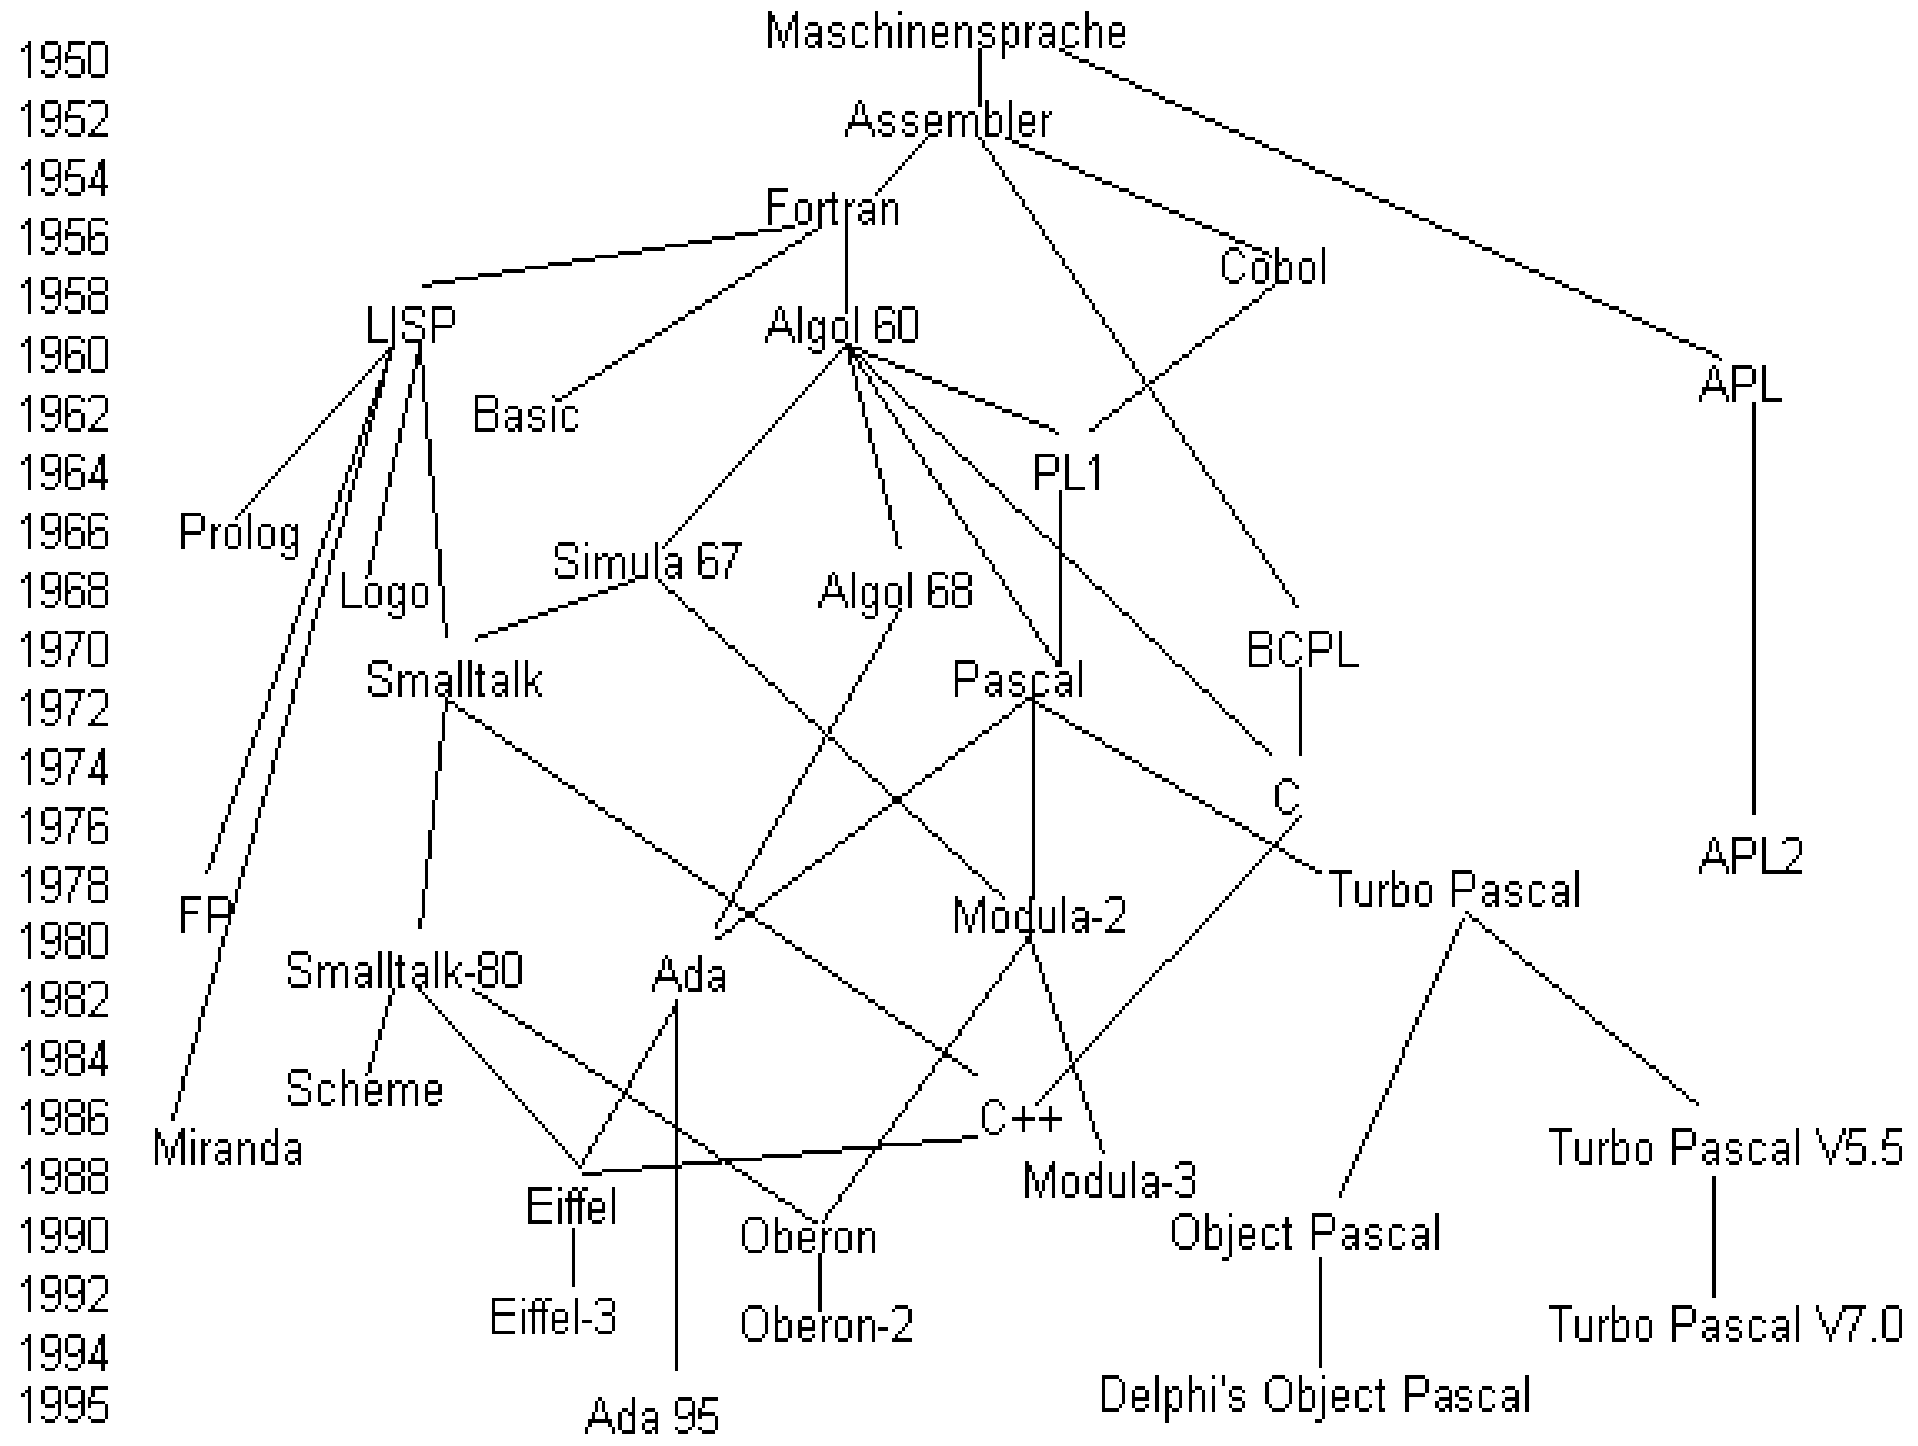 Maschinensprache
1950
1952
Assembler
1954
Fortran
1956
Cobol
1958
LISP
Algol 60
1960
APL
1962
Basic
1964
PL1
1966
Prolog
Simula 67
1968
Logo
Algol 68
1970
BCPL
Smalltalk
Pascal
1972
1974
C
1976
APL2
1978
Turbo Pascal
FP
Modula-2
1980
Smalltalk-80
Ada
1982
1984
Scheme
1986
C++
Miranda
Turbo Pascal V5.5
1988
Modula-3
Eiffel
1990
Oberon
Object Pascal
1992
Eiffel-3
Oberon-2
Turbo Pascal V7.0
1994
1995
Delphi's Object Pascal
Ada 95